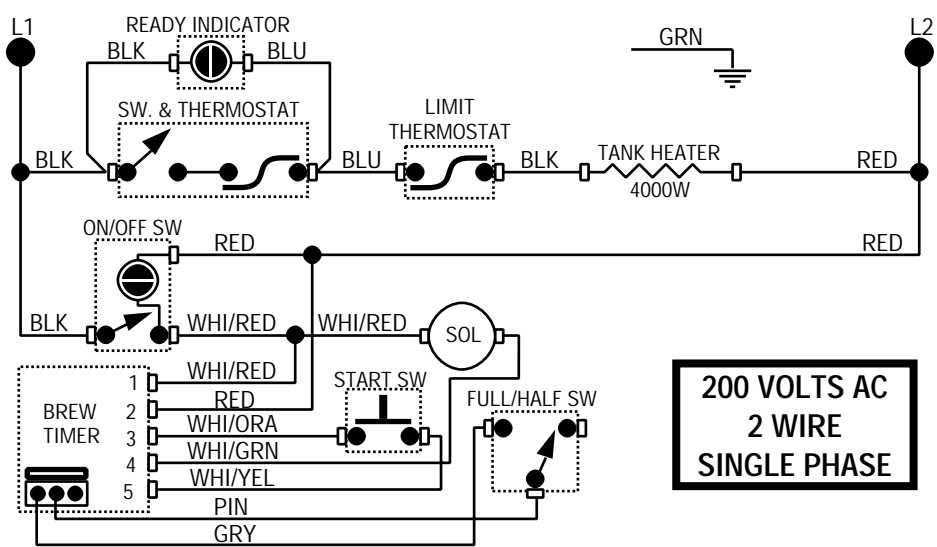 L1
READY INDICATOR
L2
BLK
BLU
GRN
SW. & THERMOSTAT
LIMIT
THERMOSTAT
BLK
BLU
BLK
TANK HEATER
4000W
RED
ON/OFF SW
RED
RED
BLK
WHI/RED
WHI/RED
SOL
1
WHI/RED
START SW
BREW
TIMER
2
RED
FULL/HALF SW
3
WHI/ORA
4
WHI/GRN
5
WHI/YEL
PIN
GRY
200 VOLTS AC
2 WIRE
SINGLE PHASE